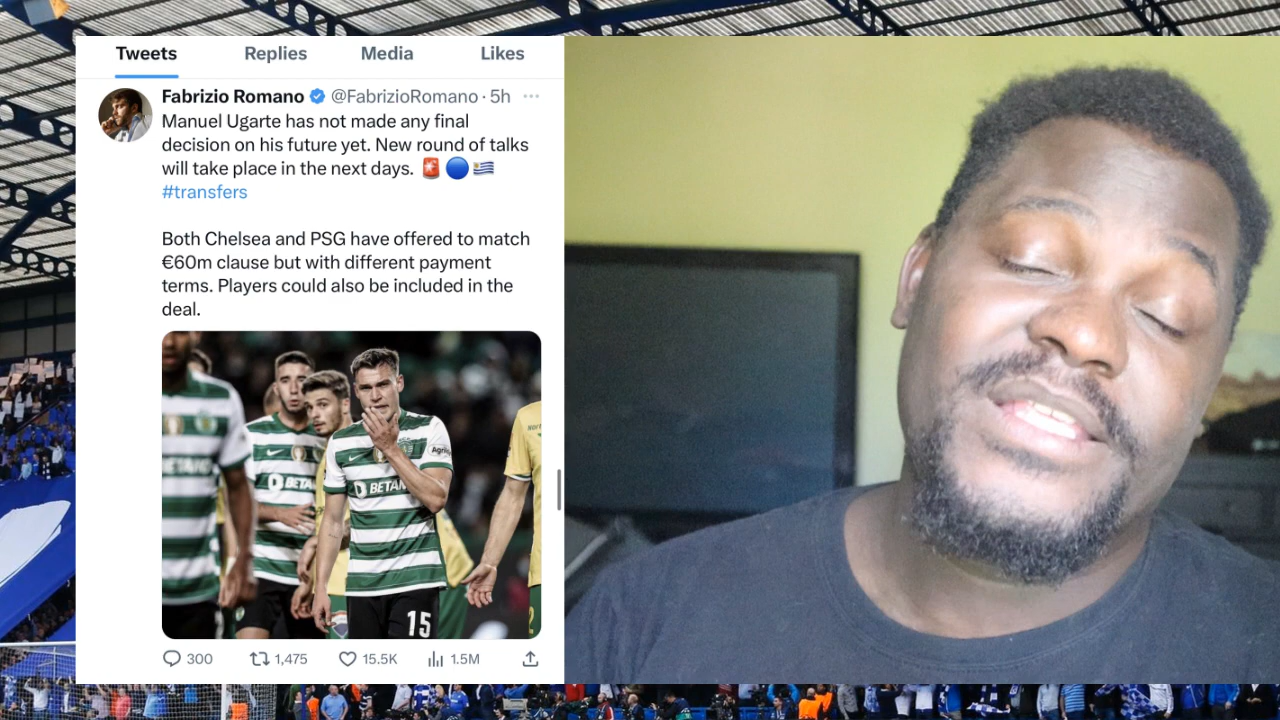 Tweets Replies Media Likes
Fabrizio Romano @FabrizioRomano · 5h ...
Manuel Ugarte has not made any final
decision on his future yet. New round of talks
will take place in the next days. 🚨 🔵 🇺🇾
#transfers
Both Chelsea and PSG have offered to match
€60m clause but with different payment
terms. Players could also be included in the
deal.
BETANO
BETA
BETAN
15
300 1,475 15.5K 1.5M